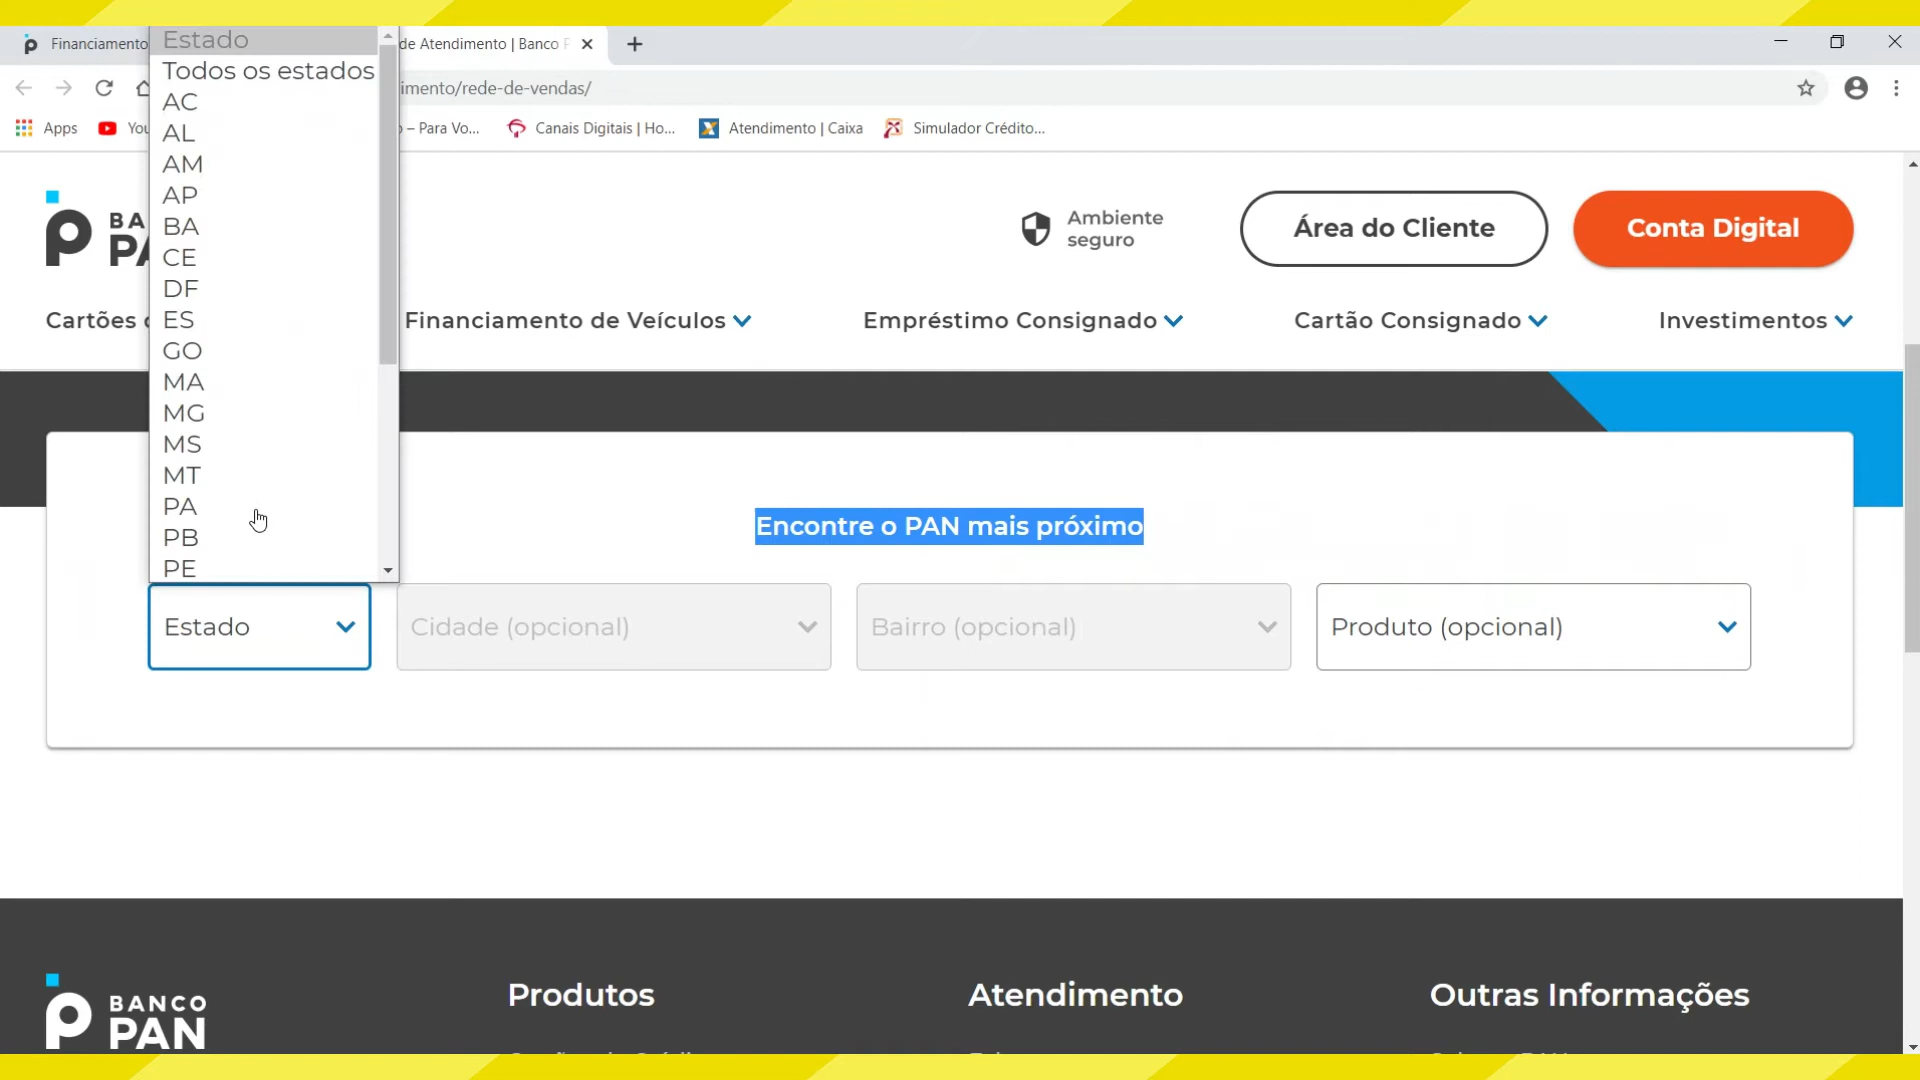 Financiamento
de Atendimento | Banco P
imento/rede-de-vendas/
Apps
You
– Para Vo...
Canais Digitais | Ho...
Atendimento | Caixa
Simulador Crédito...
Estado
Todos os estados
AC
AL
AM
AP
BA
CE
DF
ES
GO
MA
MG
MS
MT
PA
PB
PE
BA
PA
Ambiente
seguro
Área do Cliente
Conta Digital
Cartões
Financiamento de Veículos
Empréstimo Consignado
Cartão Consignado
Investimentos
Encontre o PAN mais próximo
Estado
Cidade (opcional)
Bairro (opcional)
Produto (opcional)
BANCO
PAN
Produtos
Atendimento
Outras Informações